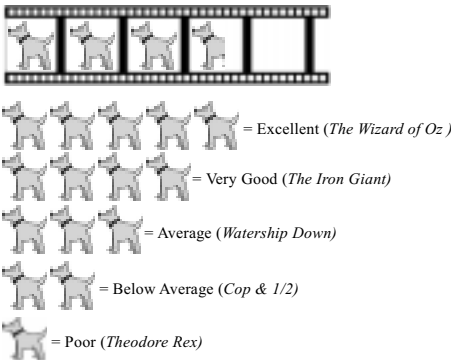 = Excellent (The Wizard of Oz )
= Very Good (The Iron Giant)
= Average (Watership Down)
= Below Average (Cop & 1/2)
= Poor (Theodore Rex)